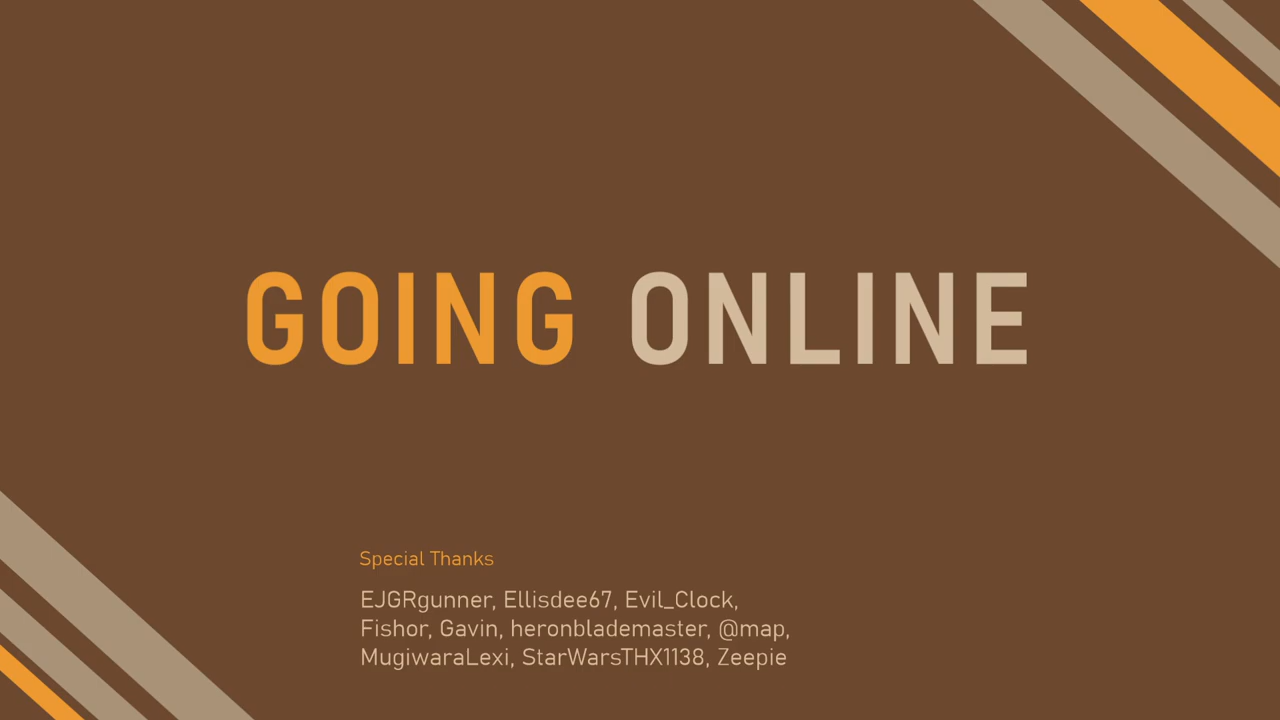 GOING ONLINE
Special Thanks
EJGRgunner, Ellisdee67, Evil_Clock,
Fishor, Gavin, heronblademaster, @map,
MugiwaraLexi, StarWarsTHX1138, Zeepie